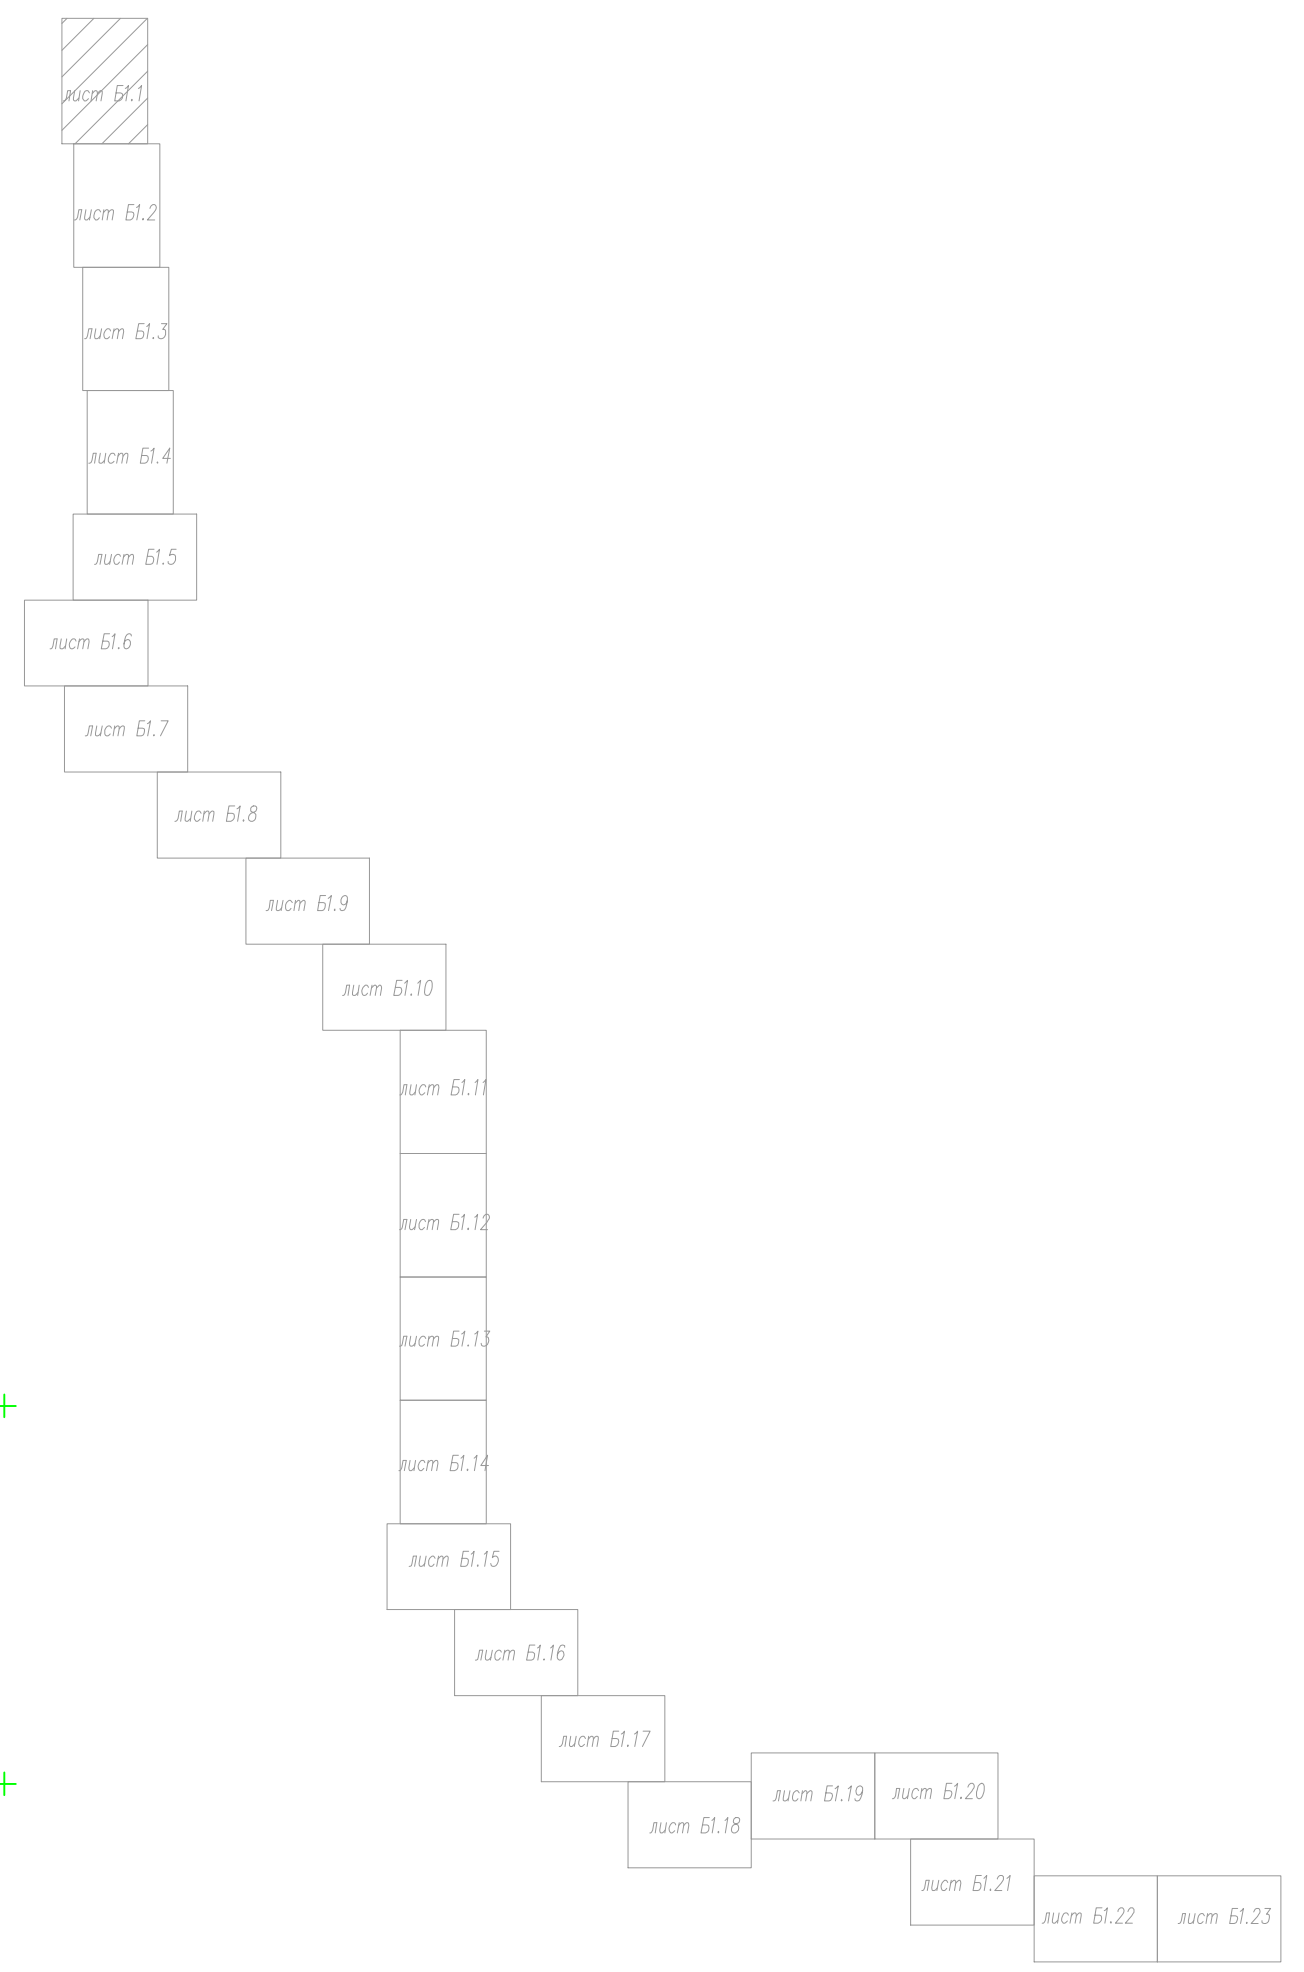 лист Б1.1
лист Б1.2
лист Б1.3
лист Б1.4
лист Б1.5
лист Б1.6
лист Б1.7
лист Б1.8
лист Б1.9
лист Б1.10
лист Б1.11
лист Б1.12
лист Б1.13
лист Б1.14
лист Б1.15
лист Б1.16
лист Б1.17
лист Б1.18
лист Б1.19
лист Б1.20
лист Б1.21
лист Б1.22
лист Б1.23